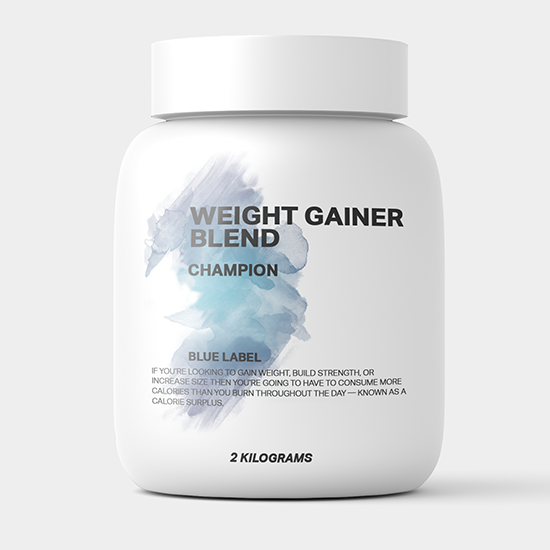 WEIGHT GAINER
BLEND
CHAMPION
BLUE LABEL
IF YOU'RE LOOKING TO GAIN WEIGHT, BUILD STRENGTH, OR
INCREASE SIZE THEN YOU'RE GOING TO HAVE TO CONSUME MORE
CALORIES THAN YOU BURN THROUGHOUT THE DAY — KNOWN AS A
CALORIE SURPLUS.
2 KILOGRAMS